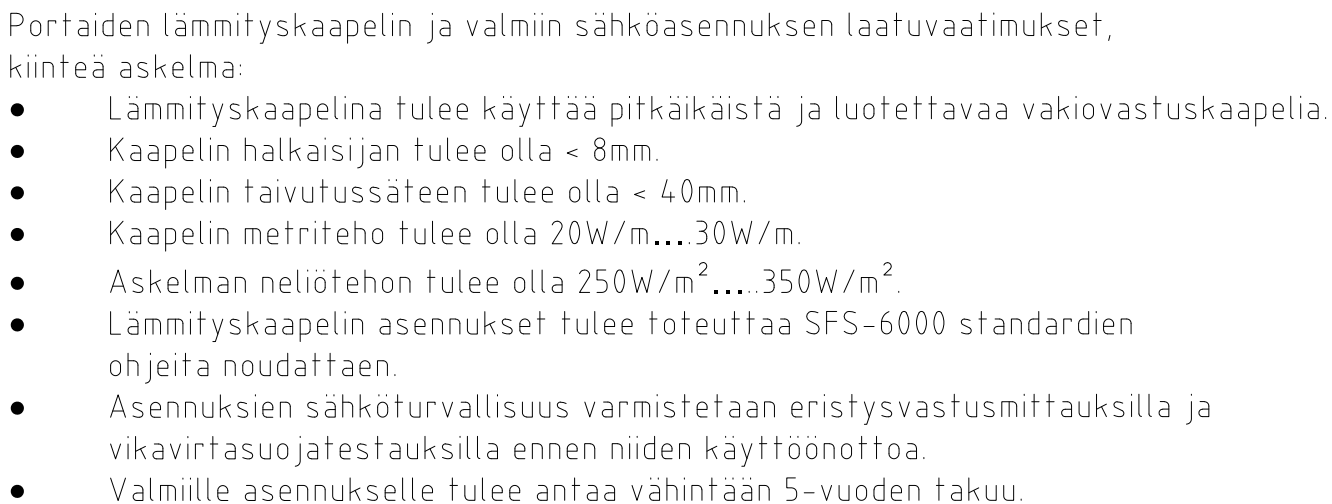 Portaiden lämmityskaapelin ja valmiin sähköasennuksen laatuvaatimukset,
kiinteä askelma:
● Lämmityskaapelina tulee käyttää pitkäikäistä ja luotettavaa vakiovastuskaapelia.
● Kaapelin halkaisijan tulee olla < 8mm.
● Kaapelin taivutussäteen tulee olla < 40mm.
● Kaapelin metriteho tulee olla 20W/m....30W/m.
● Askelman neliötehon tulee olla 250W/m².....350W/m².
● Lämmityskaapelin asennukset tulee toteuttaa SFS-6000 standardien
ohjeita noudattaen.
● Asennuksien sähköturvallisuus varmistetaan eristysvastusmittauksilla ja
vikavirtasuojatestauksilla ennen niiden käyttöönottoa.
● Valmiille asennukselle tulee antaa vähintään 5-vuoden takuu.